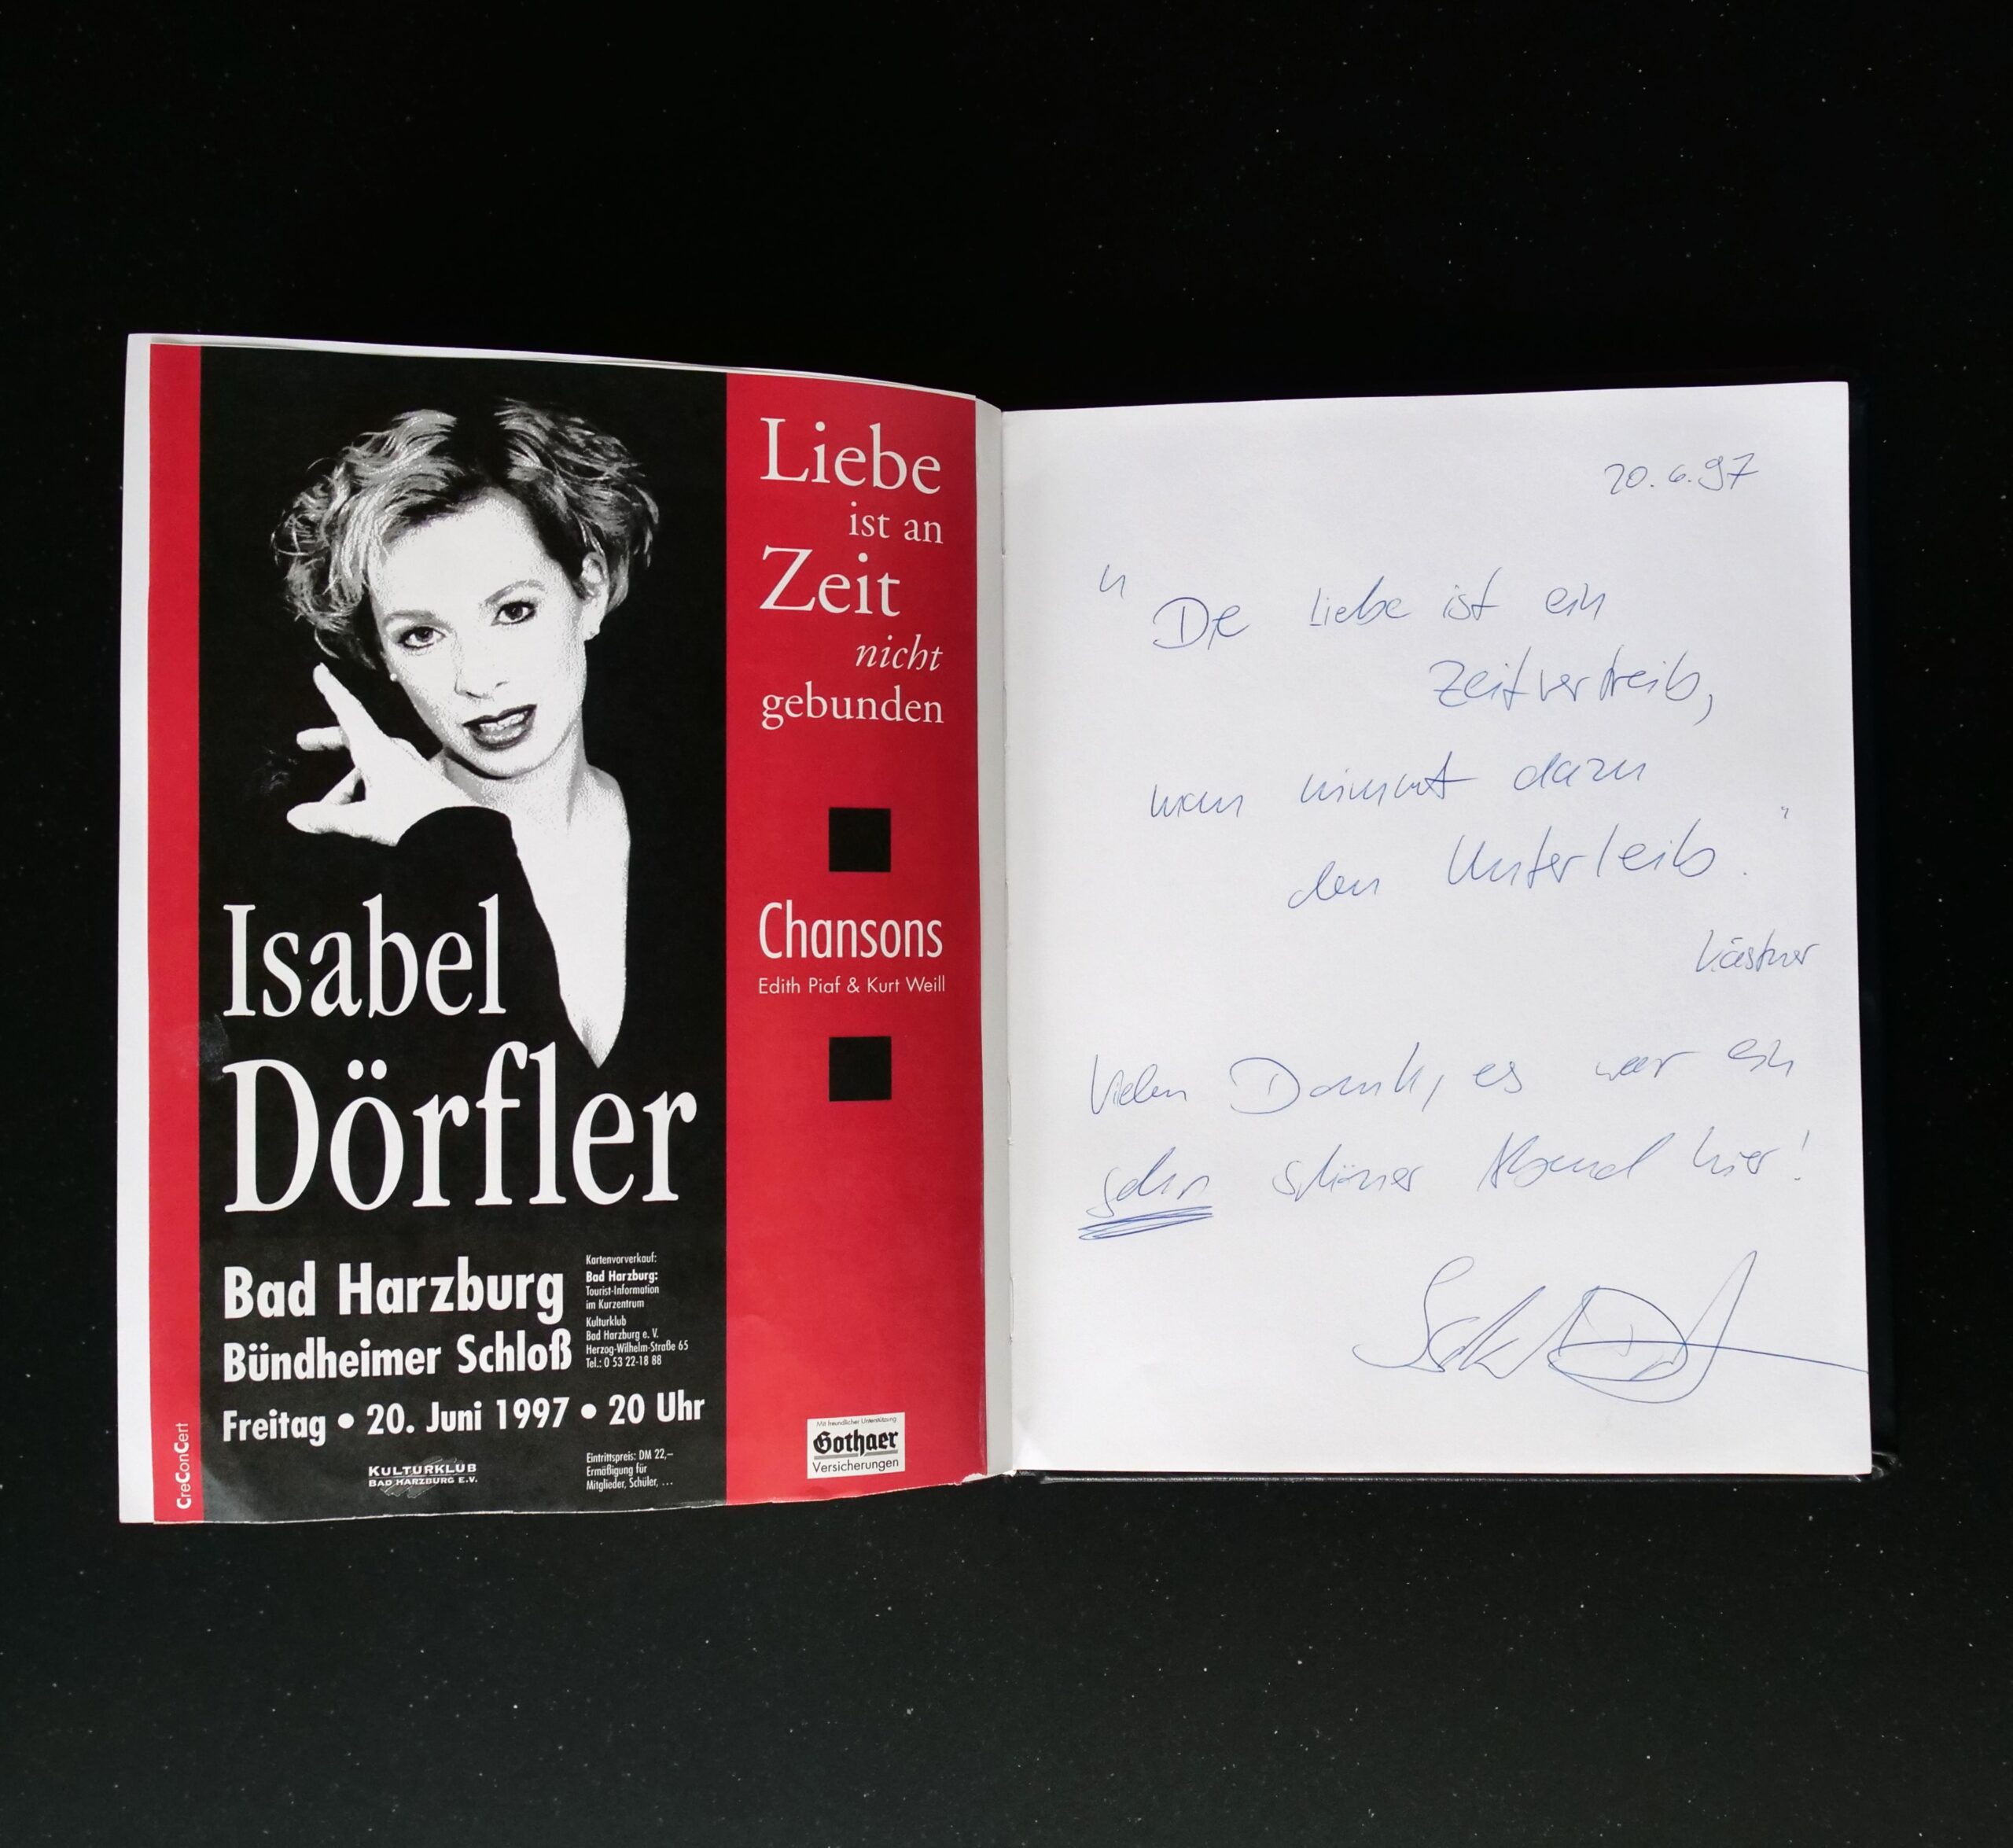 Liebe
ist an
Zeit
nicht
gebunden
Chansons
Edith Piaf & Kurt Weill
Isabel
Dörfler
Bad Harzburg
Bündheimer Schloß
Freitag • 20. Juni 1997 • 20 Uhr
Kartenvorverkauf:
Bad Harzburg:
Tourist-Information
im Kurzentrum
Kulturklub
Bad Harzburg e. V.
Herzog-Wilhelm-Straße 65
Tel.: 0 53 22-18 88
KULTURKLUB
BAD HARZBURG E.V.
Eintrittspreis: DM 22,–
Ermäßigung für
Mitglieder, Schüler, ...
CreConCert
Mit freundlicher Unterstützung
Gothaer
Versicherungen
20.6.97
"Die Liebe ist ein
Zeitvertreib,
man nimmt dazu
den Unterleib."
Kästner
Vielen Dank, es war ein
sehr schöner Abend hier!